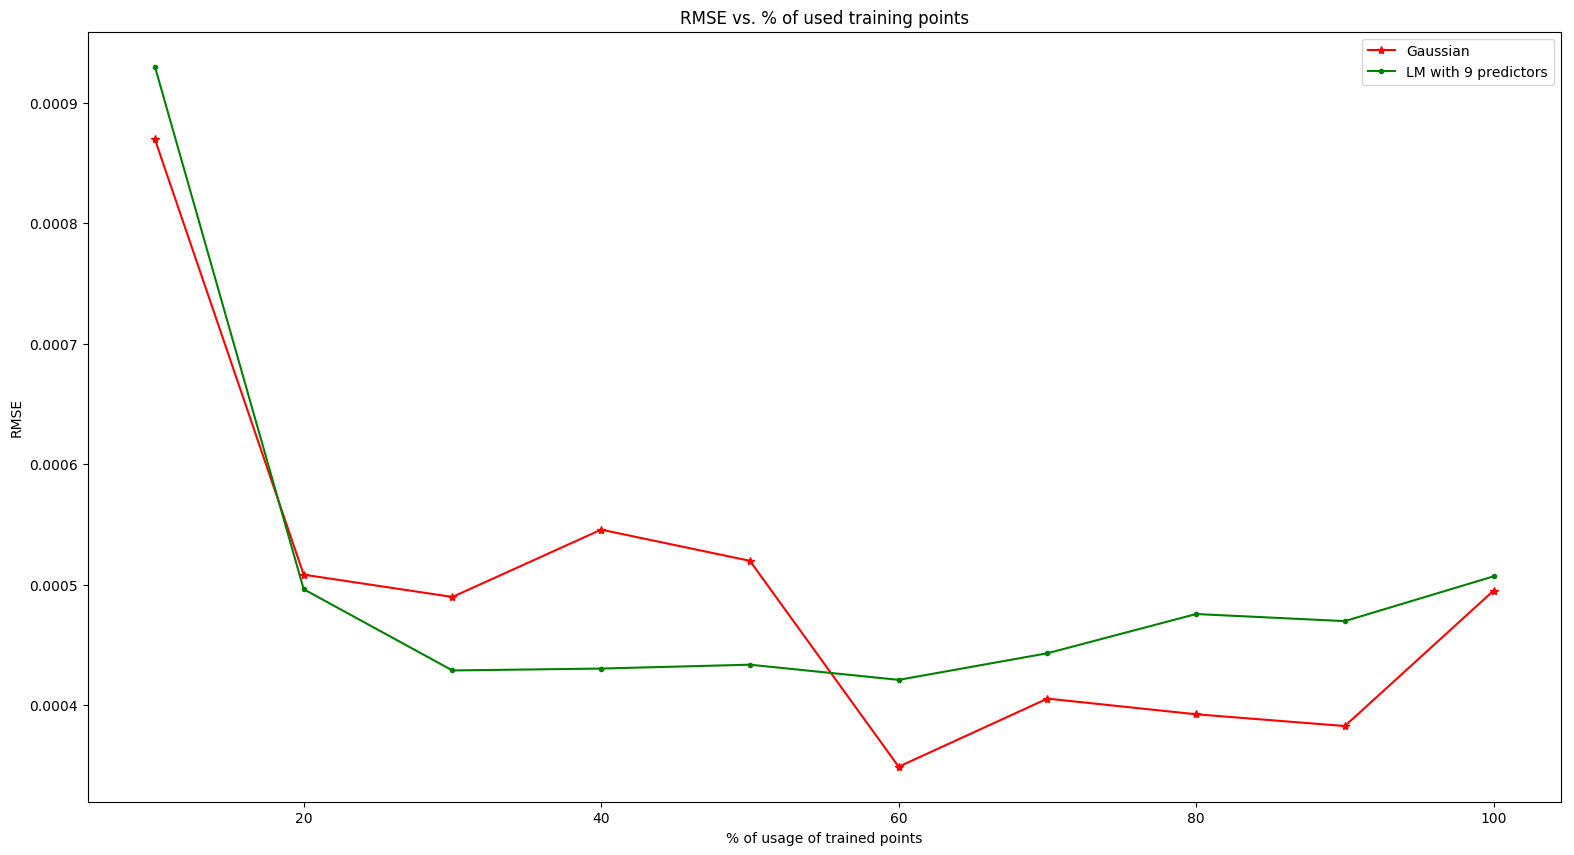 RMSE vs. % of used training points
Gaussian
LM with 9 predictors
0.0009
0.0008
0.0007
0.0006
0.0005
0.0004
RMSE
20
40
60
80
100
% of usage of trained points